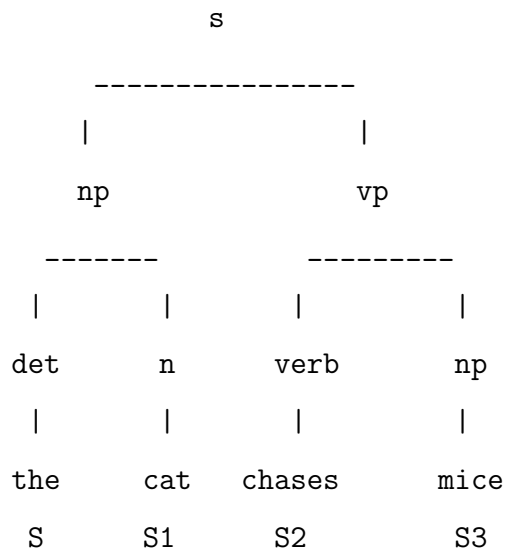 s
----------------
| |
np vp
------- ---------
| | | |
det n verb np
| | | |
the cat chases mice
S S1 S2 S3